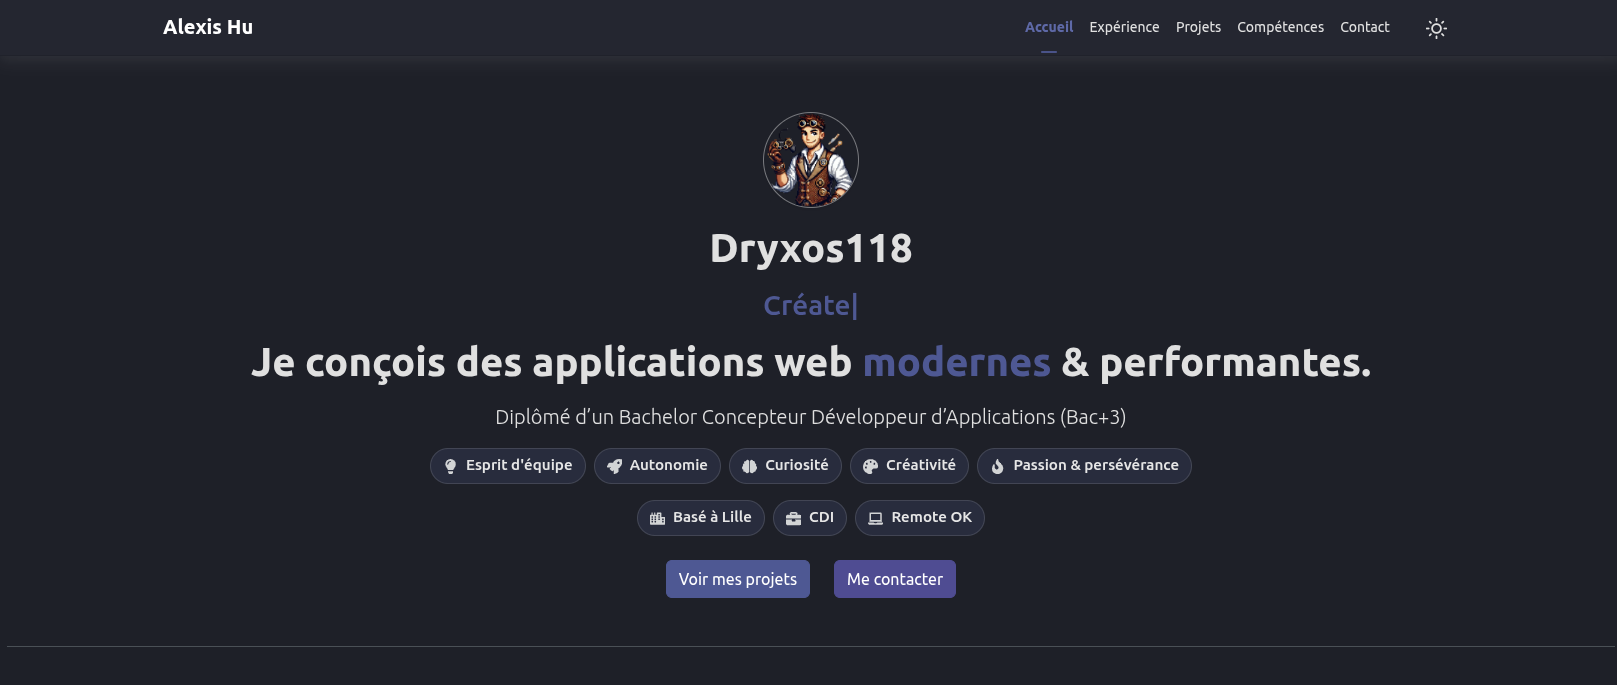 Alexis Hu
Accueil Expérience Projets Compétences Contact
Dryxos118
Créate|
Je conçois des applications web modernes & performantes.
Diplômé d’un Bachelor Concepteur Développeur d’Applications (Bac+3)
Esprit d'équipe Autonomie Curiosité Créativité Passion & persévérance
Basé à Lille CDI Remote OK
Voir mes projets Me contacter